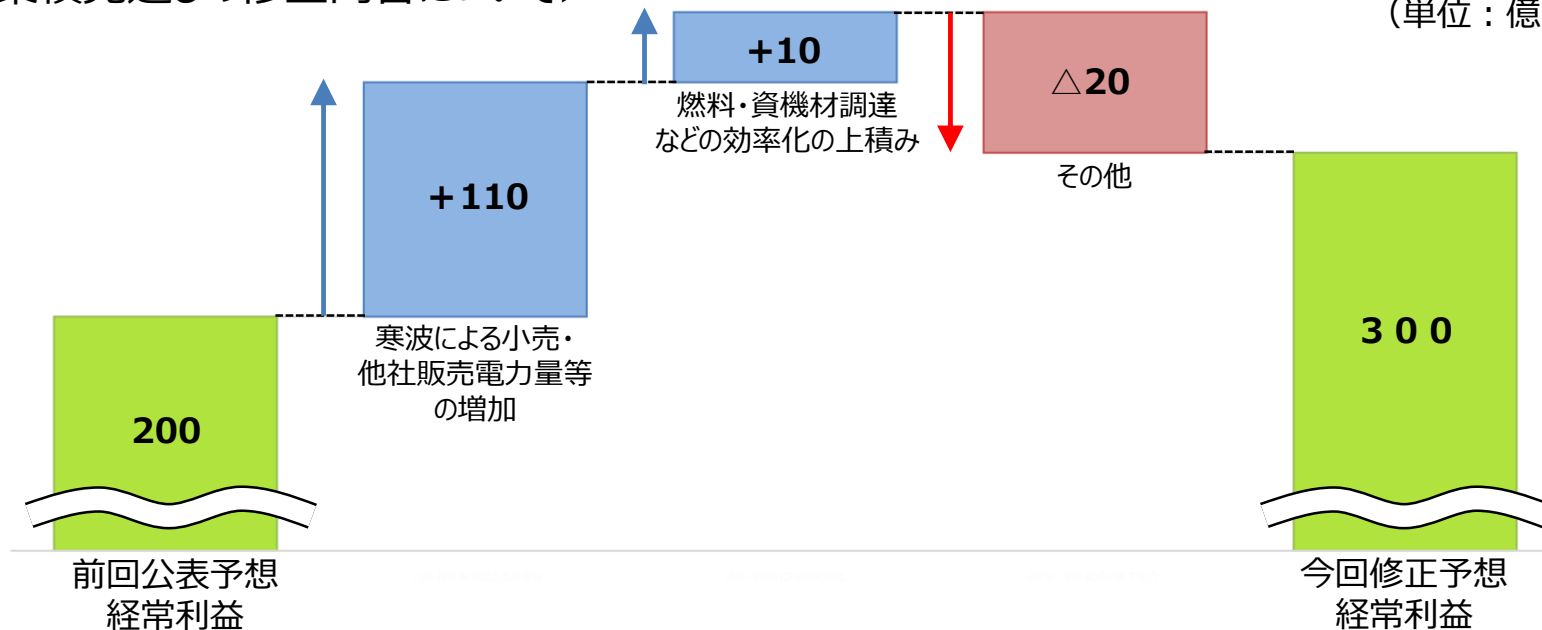 (単位:億
+10
△20
燃料・資機材調達
などの効率化の上積み
その他
+110
寒波による小売・
他社販売電力量等
の増加
200
300
前回公表予想
経常利益
今回修正予想
経常利益